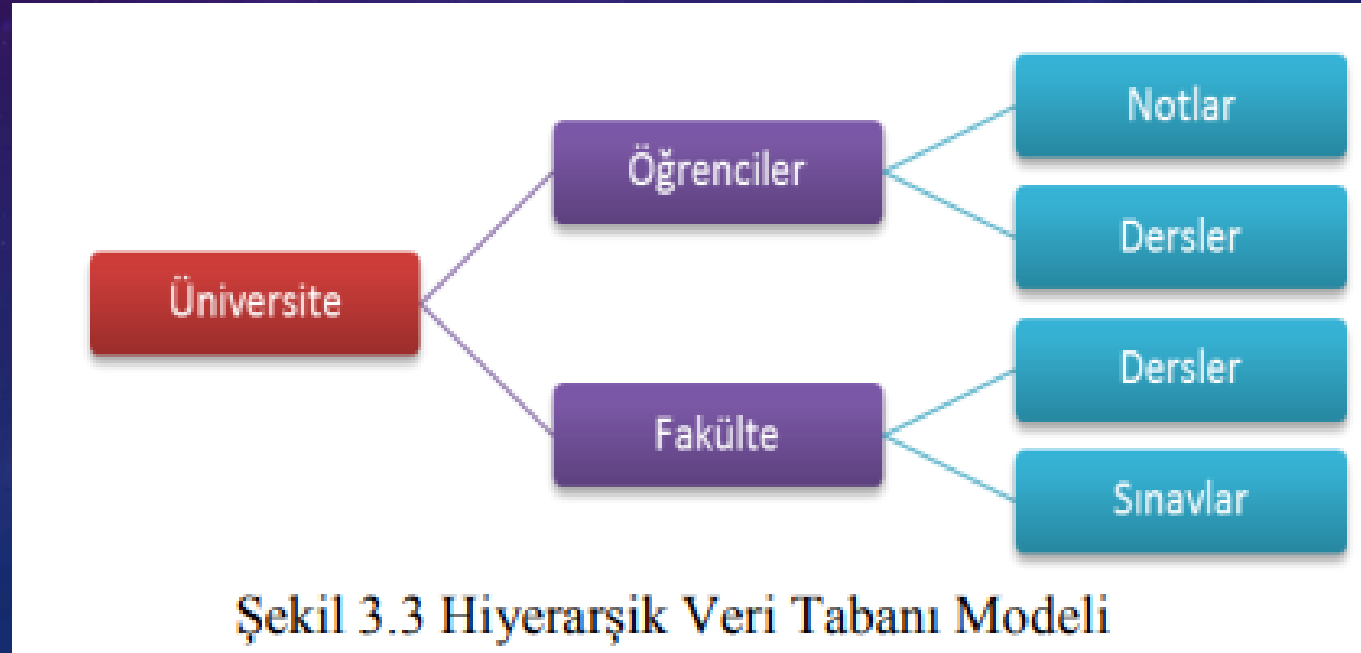 Üniversite
Öğrenciler
Fakülte
Notlar
Dersler
Dersler
Sınavlar
Şekil 3.3 Hiyerarşik Veri Tabanı Modeli